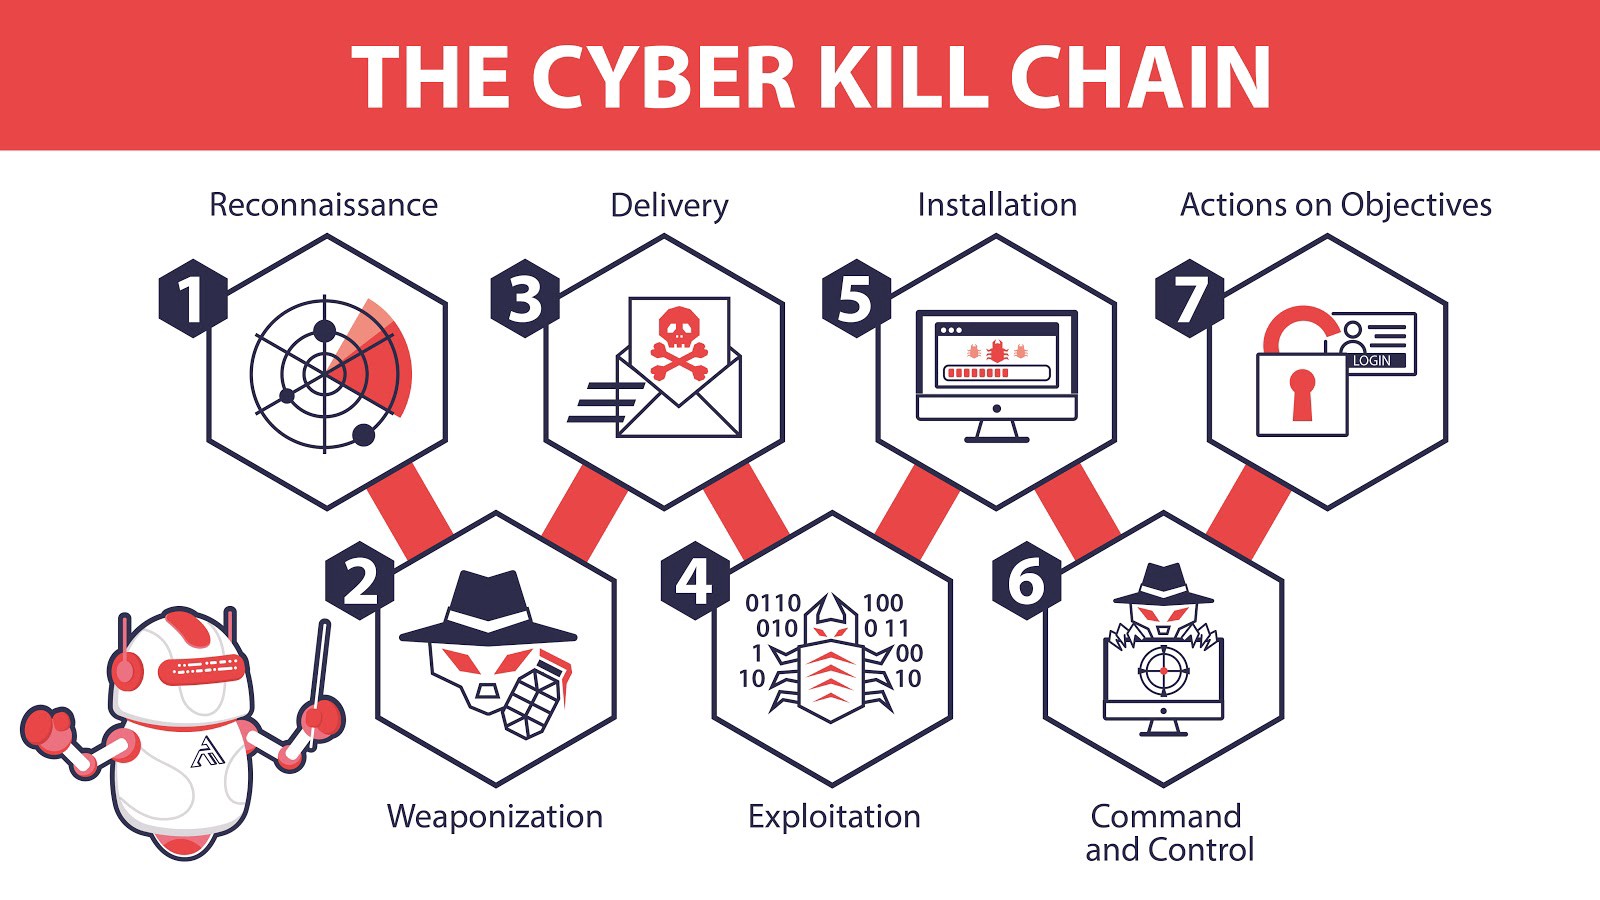 THE CYBER KILL CHAIN
Reconnaissance
1
Weaponization
2
Delivery
3
Exploitation
4
0110 100
010 0 11
1 00
10 10
Installation
5
Command
and Control
6
Actions on Objectives
7
LOGIN